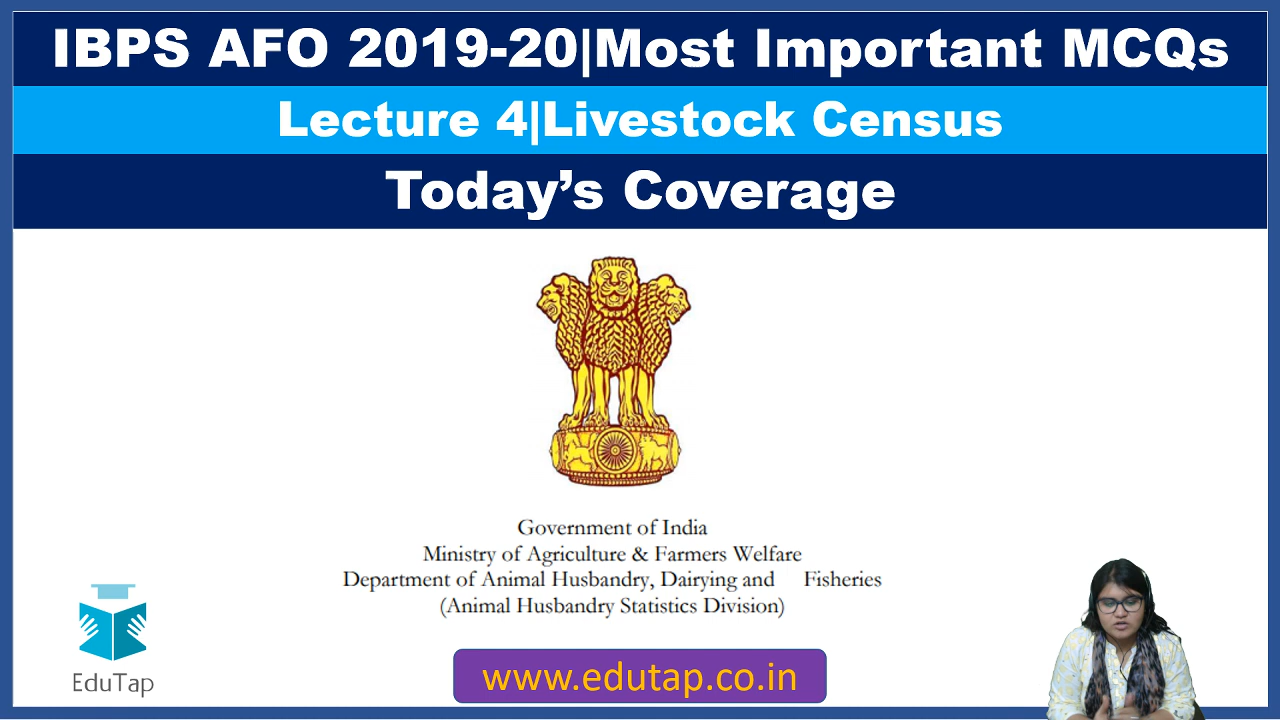 IBPS AFO 2019-20|Most Important MCQs
Lecture 4|Livestock Census
Today’s Coverage
Government of India
Ministry of Agriculture & Farmers Welfare
Department of Animal Husbandry, Dairying and Fisheries
(Animal Husbandry Statistics Division)
EduTap
www.edutap.co.in